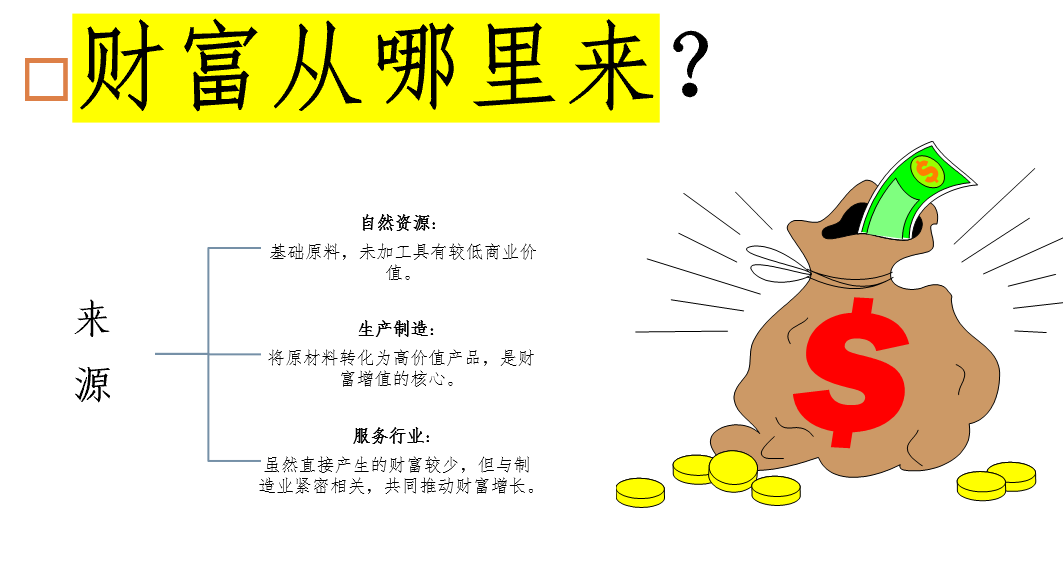 财富从哪里来？
自然资源：
基础原料，未加工具有较低商业价
值。
来
源
生产制造：
将原材料转化为高价值产品，是财
富增值的核心。
服务行业：
虽然直接产生的财富较少，但与制
造业紧密相关，共同推动财富增长。
$
$